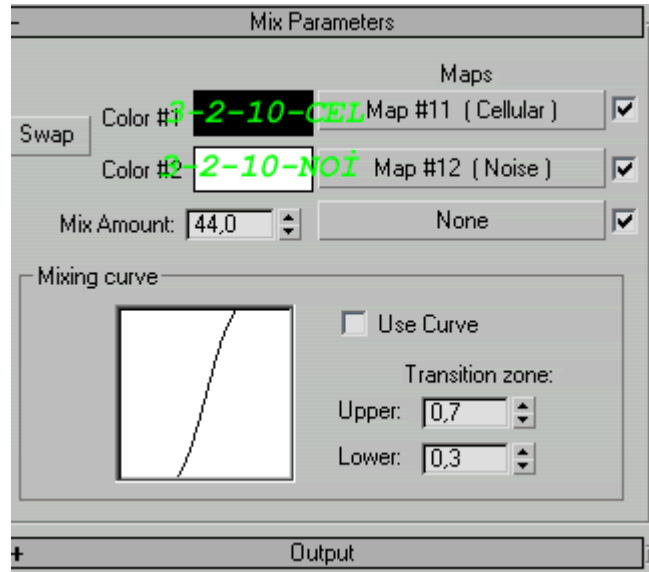 - Mix Parameters
Maps
Swap
Color #1 3-2-10-CEL Map #11 ( Cellular )
Color #2 3-2-10-NOİ Map #12 ( Noise )
Mix Amount: 44,0 None
Mixing curve
Use Curve
Transition zone:
Upper: 0,7
Lower: 0,3
+ Output